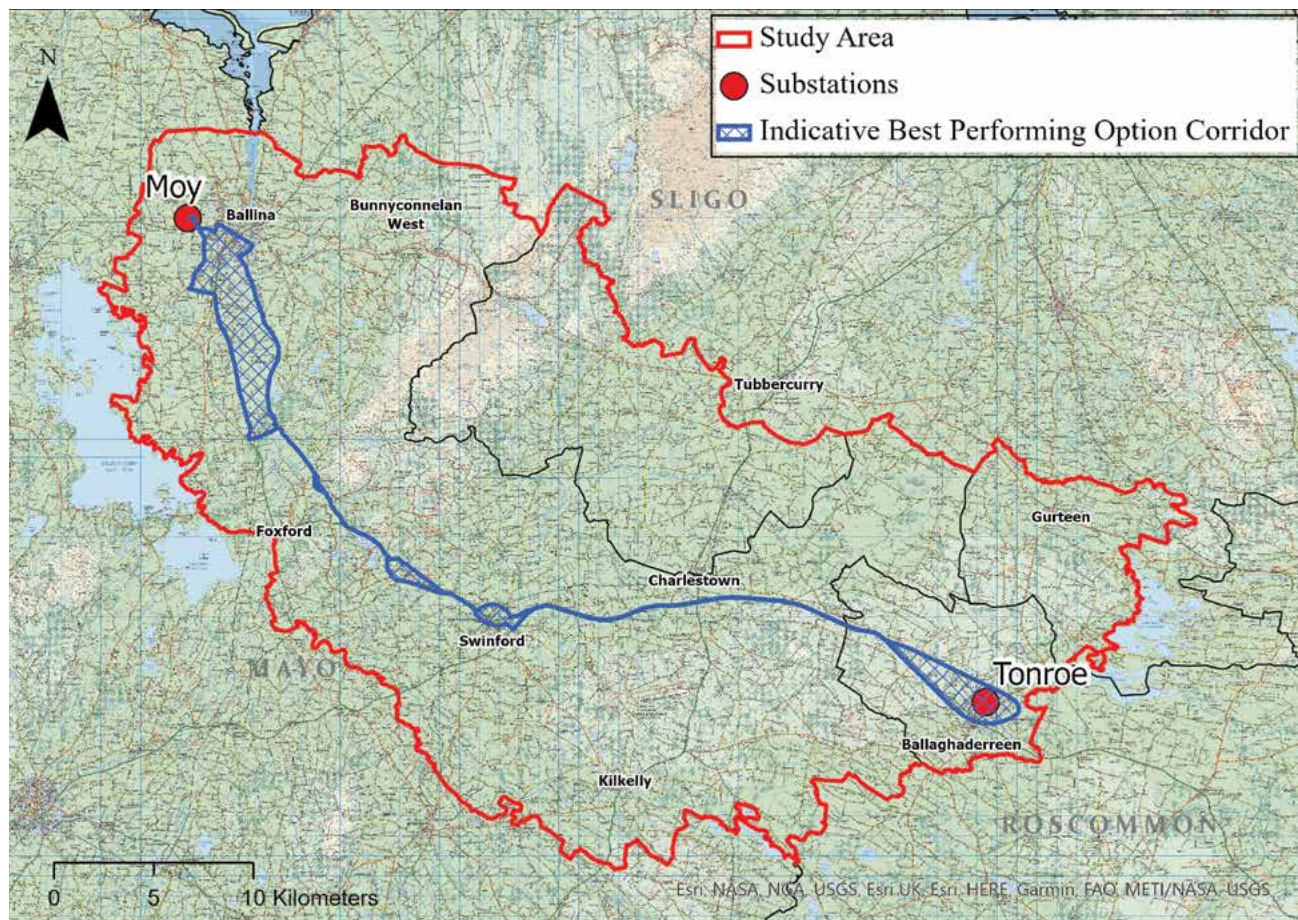 Study Area
Substations
Indicative Best Performing Option Corridor
N
Moy
Ballina
Bunnyconnelan
West
SLIGO
Tubbercurry
Gurteen
Foxford
Charlestown
Swinford
MAYO
Tonroe
Ballaghaderreen
Kilkelly
ROSCOMMON
0 5 10 Kilometers
Esri, NASA, NGA, USGS, Esri UK, Esri, HERE, Garmin, FAO, METI/NASA, USGS